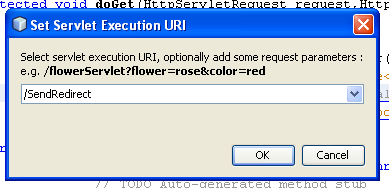 tected void doGet(HttpServletRequest request,Http
Set Servlet Execution URI
Select servlet execution URI, optionally add some request parameters :
e.g. /flowerServlet?flower=rose&color=red
/SendRedirect
OK
Cancel
// TODO Auto-generated method stub